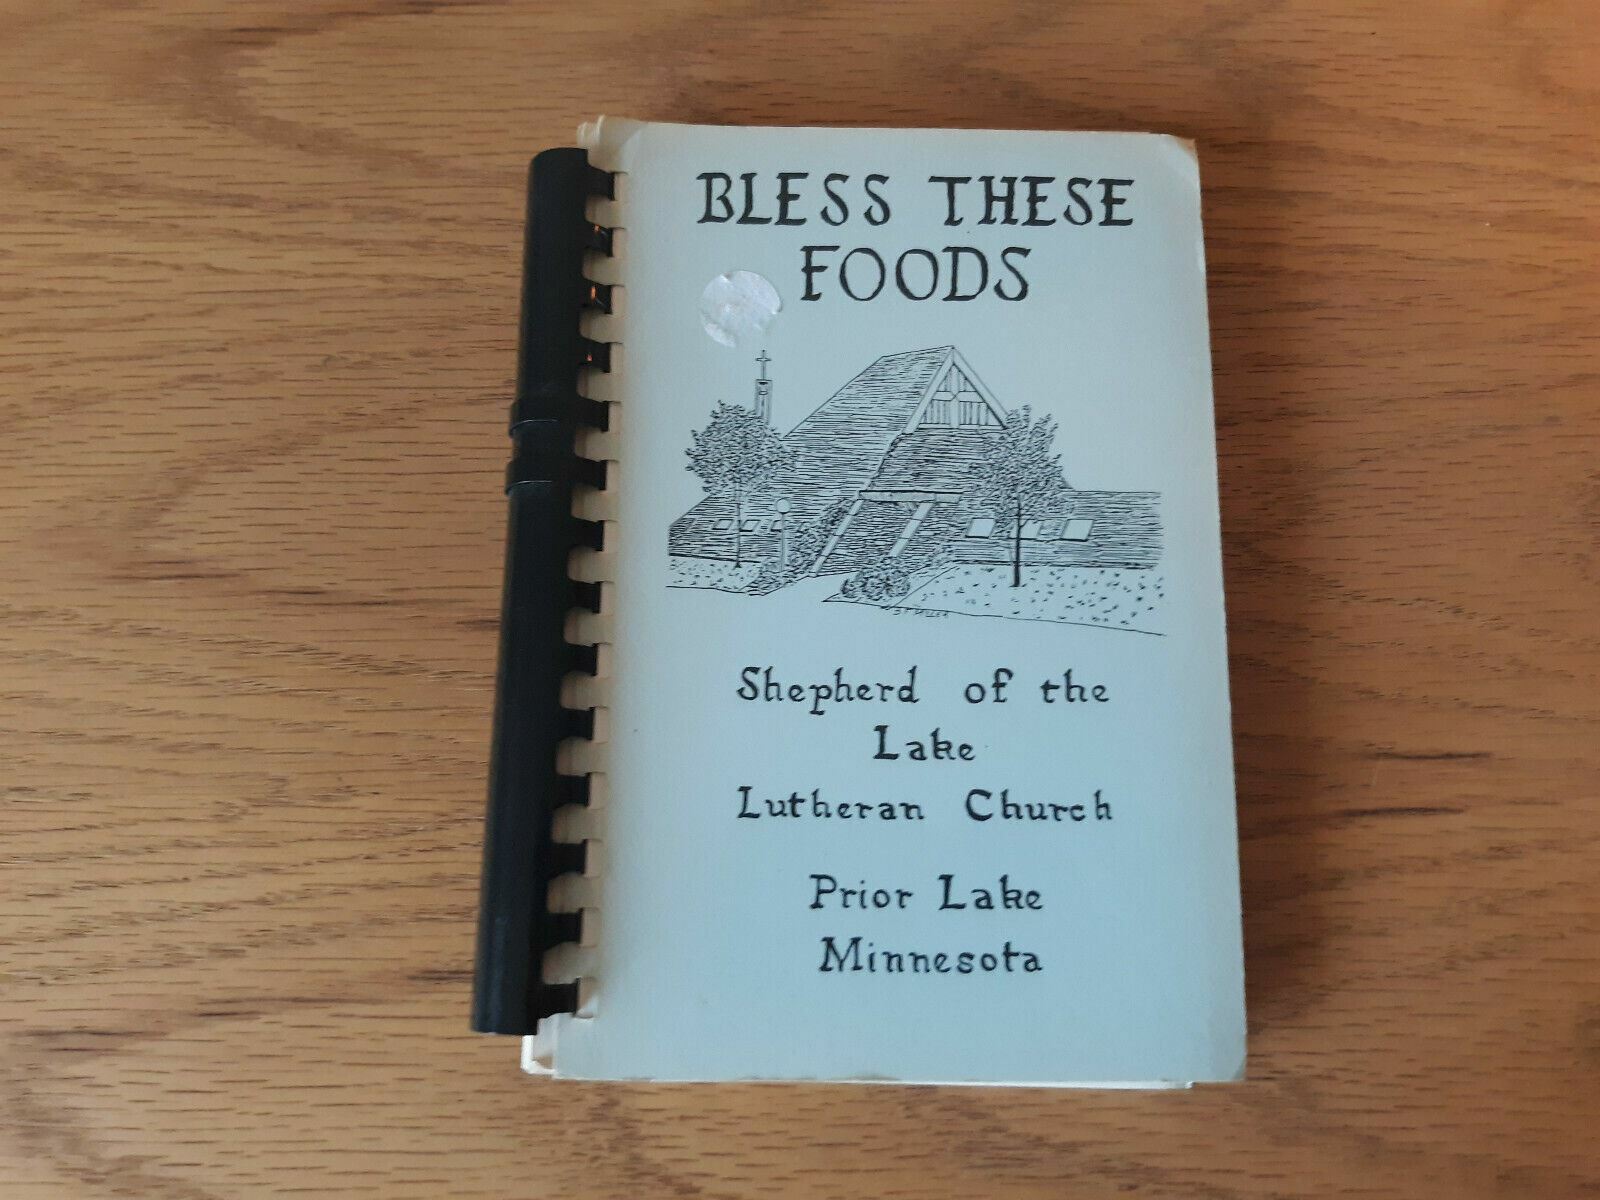 BLESS THESE
FOODS
Shepherd of the
Lake
Lutheran Church
Prior Lake
Minnesota